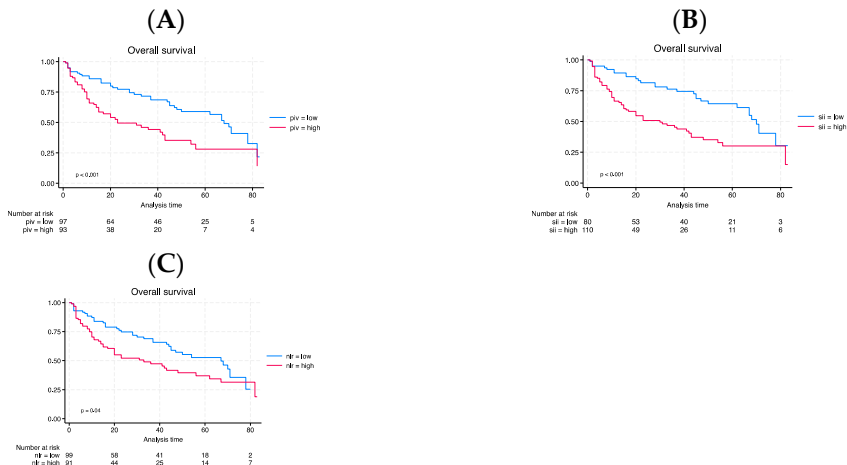 (A)
Overall survival
1.00
0.75
0.50
0.25
0.00
piv = low
piv = high
p < 0.001
0 20 40 60 80
Analysis time
Number at risk
piv = low 97 64 46 25 5
piv = high 93 38 20 7 4
(B)
Overall survival
1.00
0.75
0.50
0.25
0.00
sii = low
sii = high
p < 0.001
0 20 40 60 80
Analysis time
Number at risk
sii = low 80 53 40 21 3
sii = high 110 49 26 11 6
(C)
Overall survival
1.00
0.75
0.50
0.25
0.00
nlr = low
nlr = high
p = 0.04
0 20 40 60 80
Analysis time
Number at risk
nlr = low 99 58 41 18 2
nlr = high 91 44 25 14 7